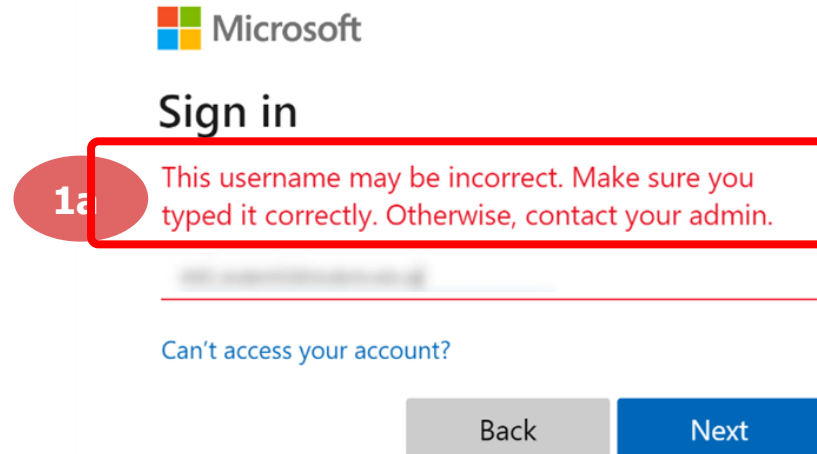 Microsoft
Sign in
This username may be incorrect. Make sure you
1a
typed it correctly. Otherwise, contact your admin.
Can't access your account?
Back
Next